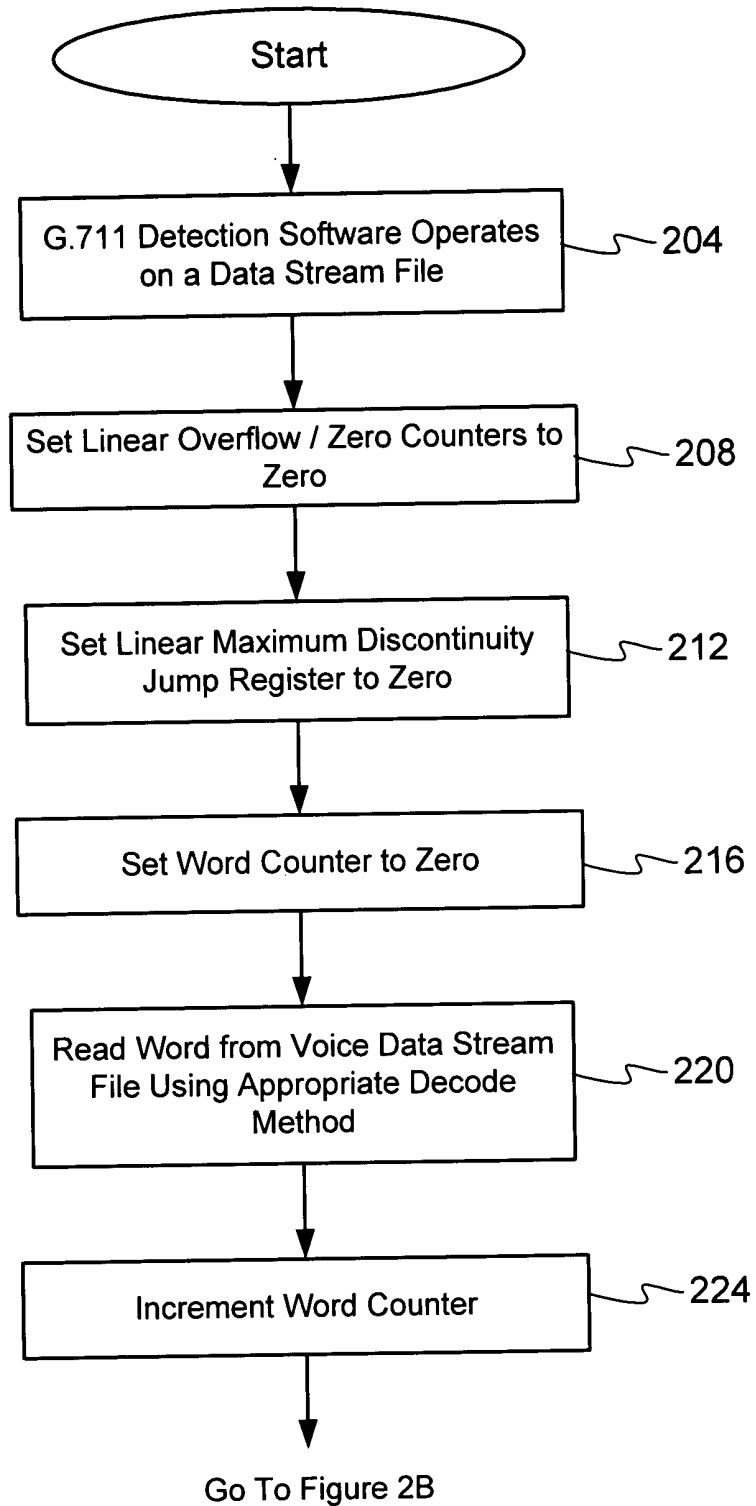 Start
G.711 Detection Software Operates
on a Data Stream File
204
Set Linear Overflow / Zero Counters to
Zero
208
Set Linear Maximum Discontinuity
Jump Register to Zero
212
Set Word Counter to Zero
216
Read Word from Voice Data Stream
File Using Appropriate Decode
Method
220
Increment Word Counter
224
Go To Figure 2B